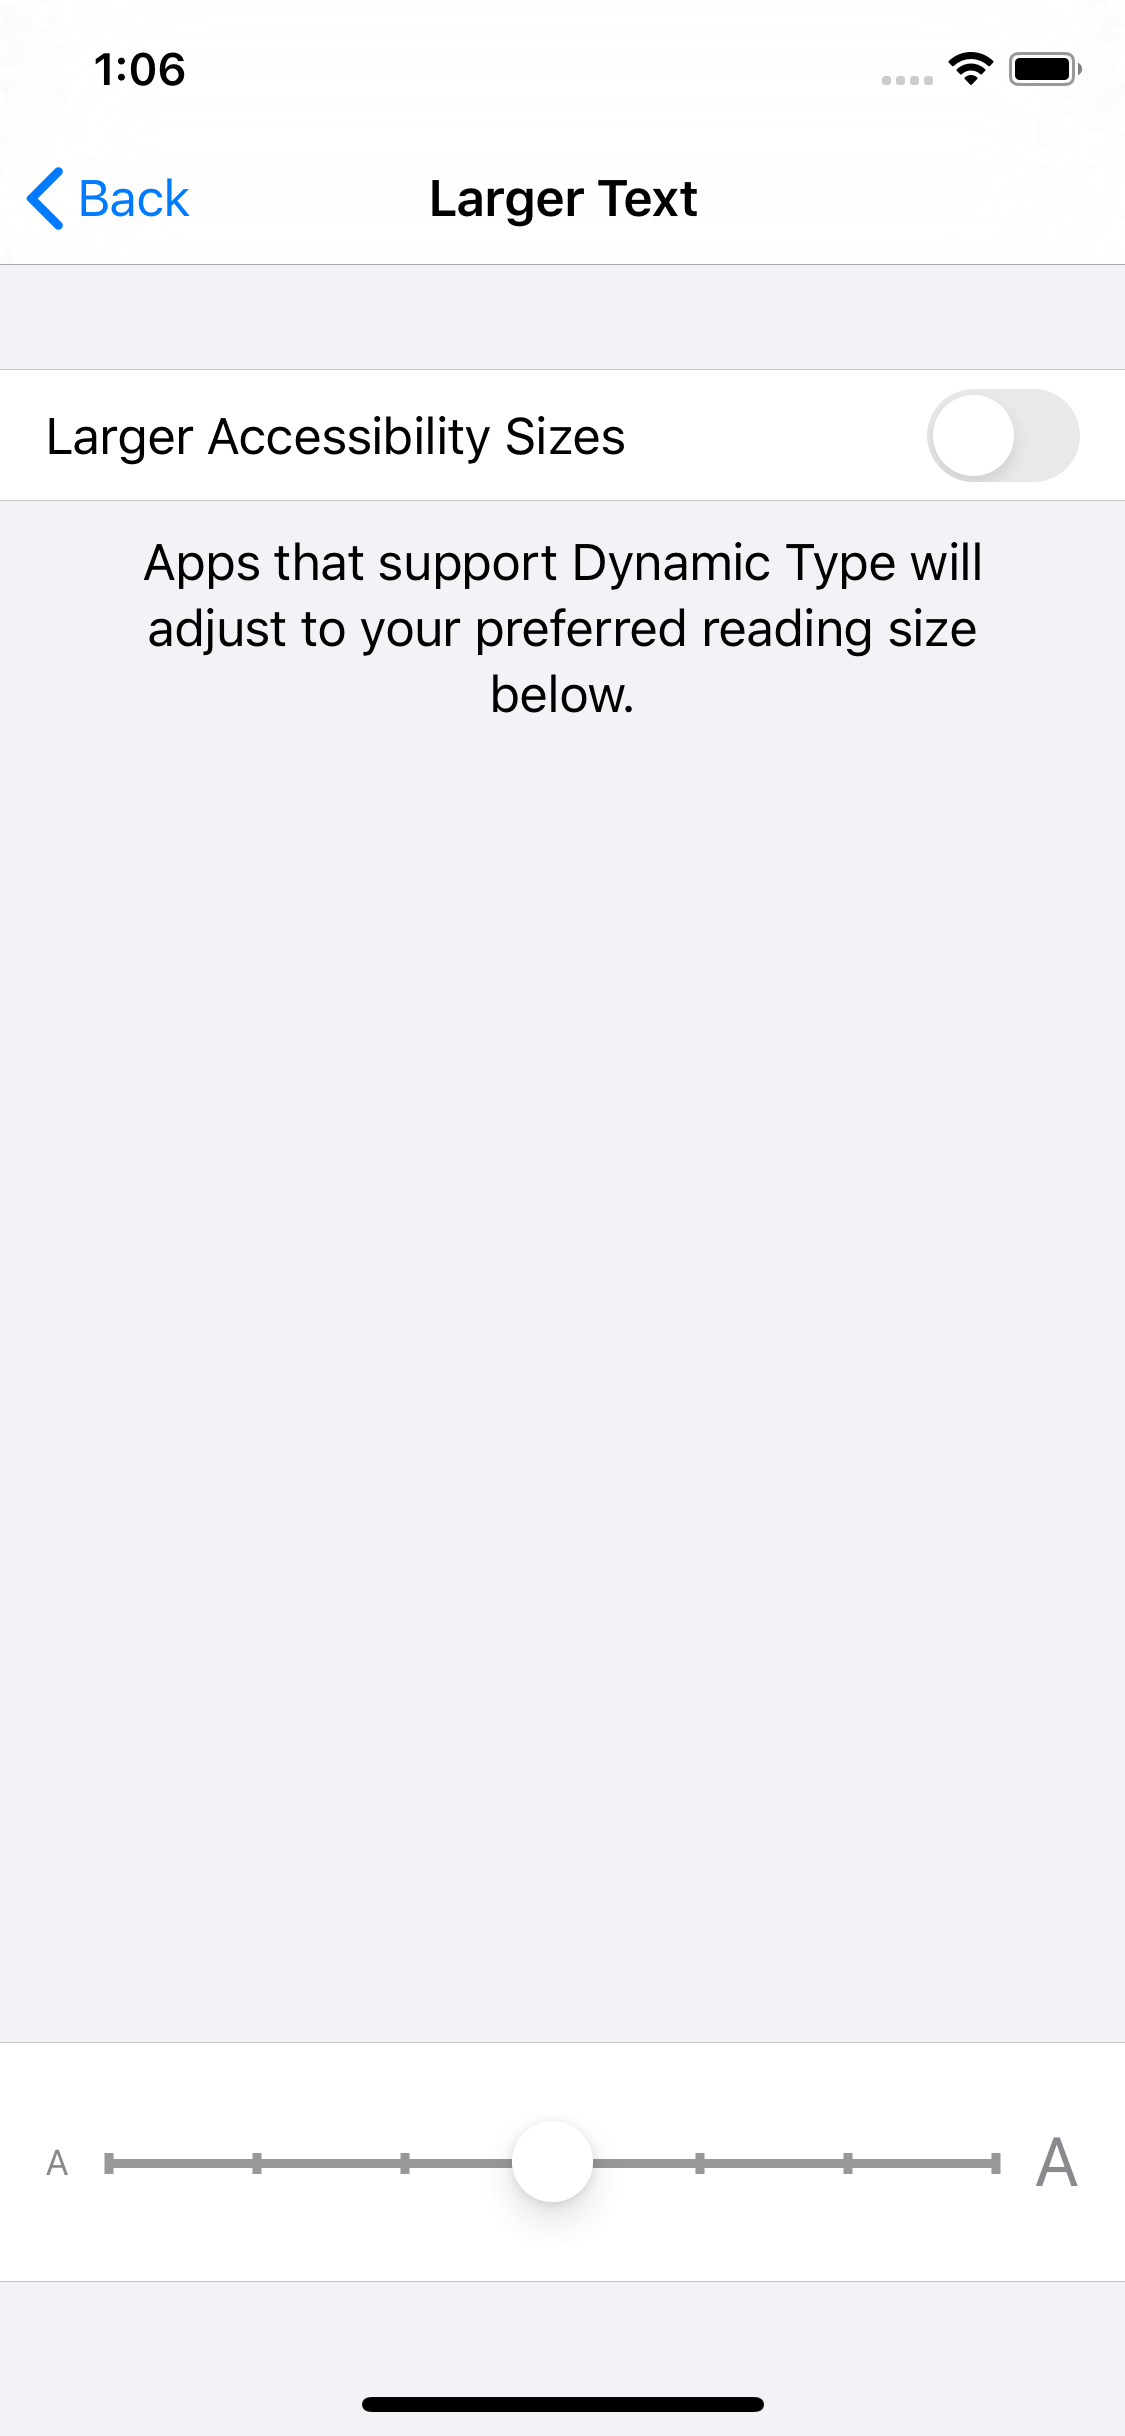 1:06
Back
Larger Text
Larger Accessibility Sizes
Apps that support Dynamic Type will
adjust to your preferred reading size
below.
A
A